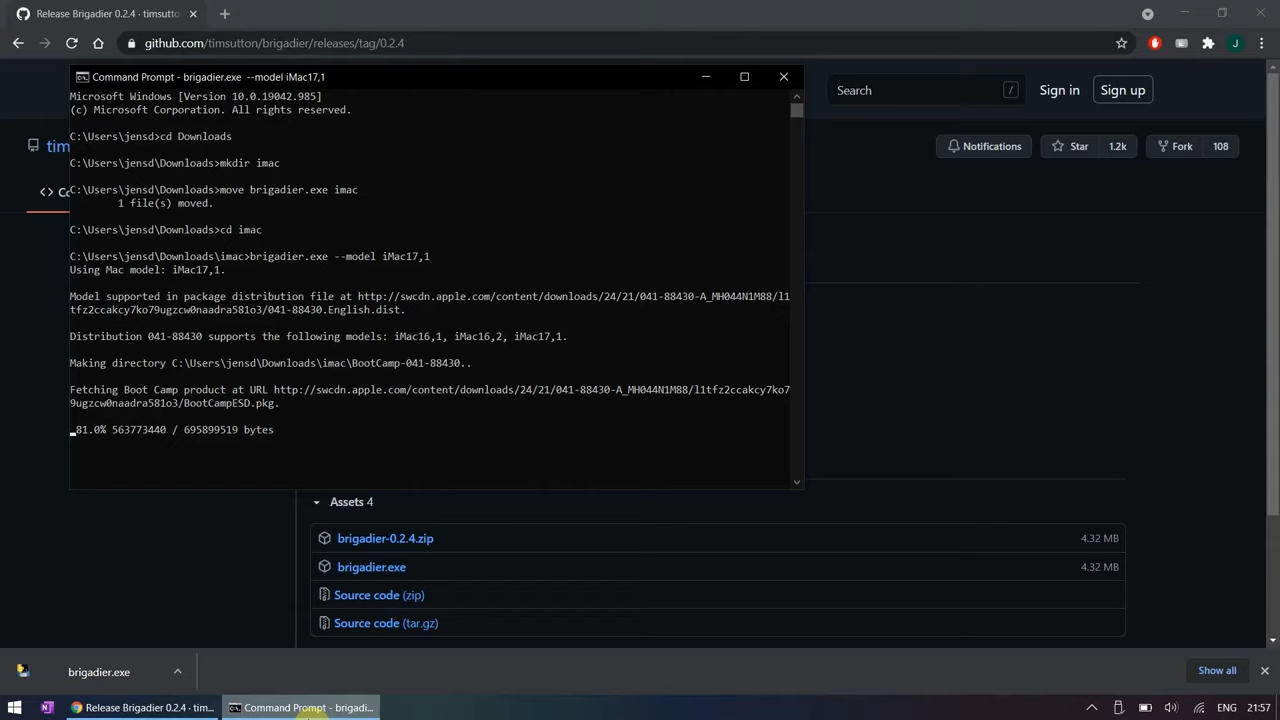 Release Brigadier 0.2.4 · timsutton
github.com/timsutton/brigadier/releases/tag/0.2.4
J
Command Prompt - brigadier.exe --model iMac17,1
Search
/
Sign in
Sign up
tim
Notifications
Star
1.2k
Fork
108
<> Co
Microsoft Windows [Version 10.0.19042.985]
(c) Microsoft Corporation. All rights reserved.
C:\Users\jensd>cd Downloads
C:\Users\jensd\Downloads>mkdir imac
C:\Users\jensd\Downloads>move brigadier.exe imac
1 file(s) moved.
C:\Users\jensd\Downloads>cd imac
C:\Users\jensd\Downloads\imac>brigadier.exe --model iMac17,1
Using Mac model: iMac17,1.
Model supported in package distribution file at http://swcdn.apple.com/content/downloads/24/21/041-88430-A_MH044N1M88/l1
tfz2ccakcy7ko79ugzcw0naadra581o3/041-88430.English.dist.
Distribution 041-88430 supports the following models: iMac16,1, iMac16,2, iMac17,1.
Making directory C:\Users\jensd\Downloads\imac\BootCamp-041-88430..
Fetching Boot Camp product at URL http://swcdn.apple.com/content/downloads/24/21/041-88430-A_MH044N1M88/l1tfz2ccakcy7ko7
9ugzcw0naadra581o3/BootCampESD.pkg.
81.0% 563773440 / 695899519 bytes
Assets 4
brigadier-0.2.4.zip
4.32 MB
brigadier.exe
4.32 MB
Source code (zip)
Source code (tar.gz)
brigadier.exe
Show all
Release Brigadier 0.2.4 · tim...
Command Prompt - brigadi...
ENG
21:57